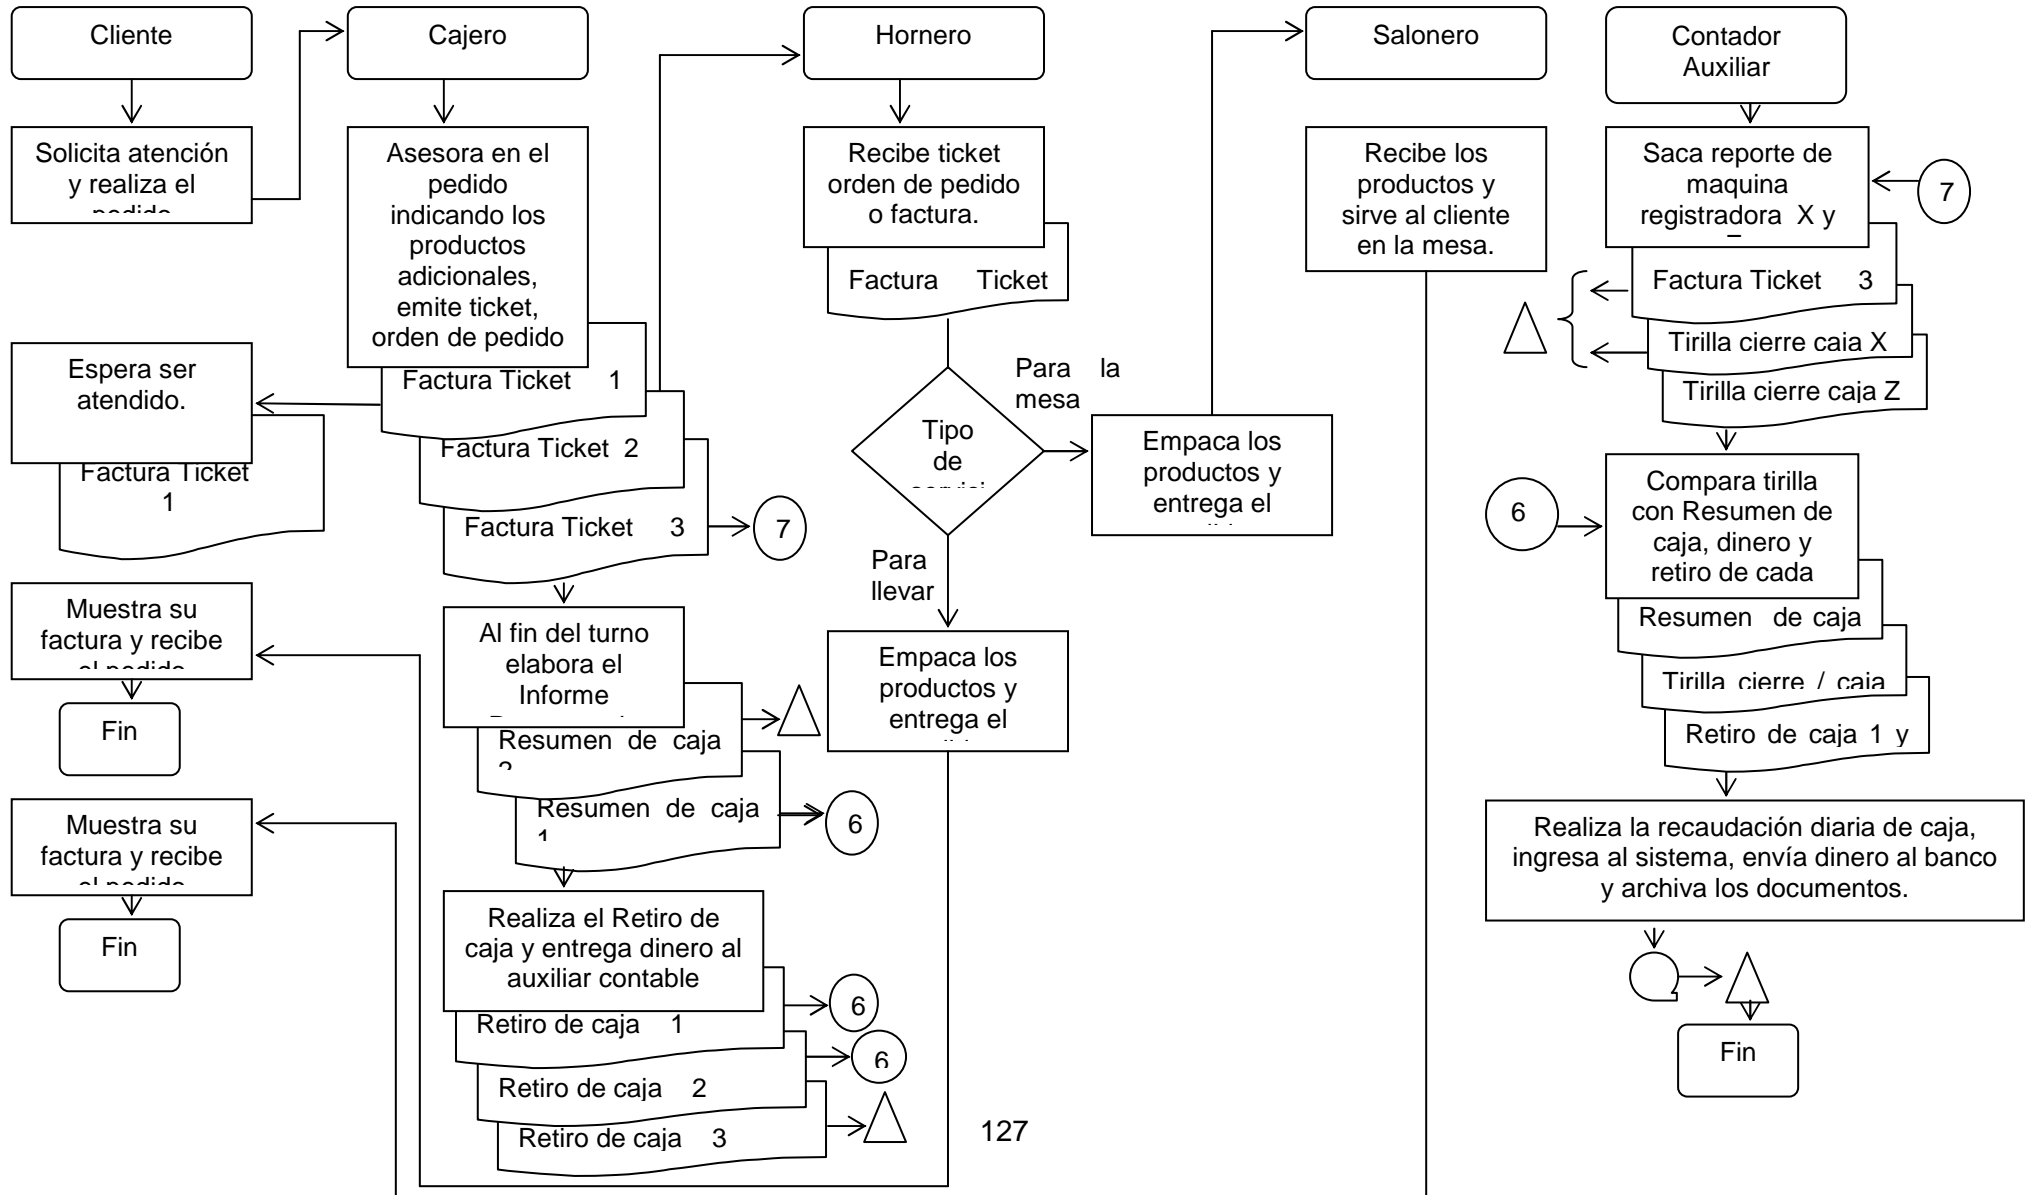 Cliente
Solicita atención
y realiza el
Espera ser
atendido.
Factura Ticket
1
Muestra su
factura y recibe
Fin
Muestra su
factura y recibe
Fin
Cajero
Asesora en el
pedido
indicando los
productos
adicionales,
emite ticket,
orden de pedido
Factura Ticket 1
Factura Ticket 2
Factura Ticket 3
7
Al fin del turno
elabora el
Informe
Resumen de caja
Resumen de caja
6
Realiza el Retiro de
caja y entrega dinero al
auxiliar contable
Retiro de caja 1
6
Retiro de caja 2
6
Retiro de caja 3
Hornero
Recibe ticket
orden de pedido
o factura.
Factura Ticket
Tipo
de
Para la
mesa
Empaca los
productos y
entrega el
Para
llevar
Empaca los
productos y
entrega el
Salonero
Recibe los
productos y
sirve al cliente
en la mesa.
Contador
Auxiliar
Saca reporte de
maquina
registradora X y
7
Factura Ticket 3
Tirilla cierre caja X
Tirilla cierre caja Z
6
Compara tirilla
con Resumen de
caja, dinero y
retiro de cada
Resumen de caja
Tirilla cierre / caja
Retiro de caja 1 y
Realiza la recaudación diaria de caja,
ingresa al sistema, envía dinero al banco
y archiva los documentos.
Fin
127